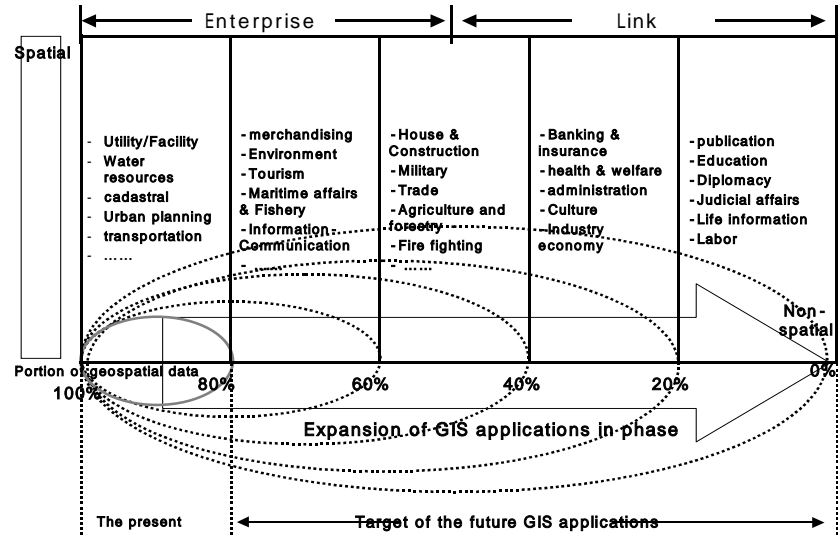 Enterprise
Link
Spatial
- Utility/Facility
- Water
resources
- cadastral
- Urban planning
- transportation
- ……
- merchandising
- Environment
- Tourism
- Maritime affairs
& Fishery
- Information-
Communication
- ……
- House &
Construction
- Military
- Trade
- Agriculture and
forestry
- Fire fighting
- ……
- Banking &
insurance
- health & welfare
- administration
- Culture
- Industry
economy
- publication
- Education
- Diplomacy
- Judicial affairs
- Life information
- Labor
Non-
spatial
Portion of geospatial data
100%
80%
60%
40%
20%
0%
Expansion of GIS applications in phase
The present
Target of the future GIS applications